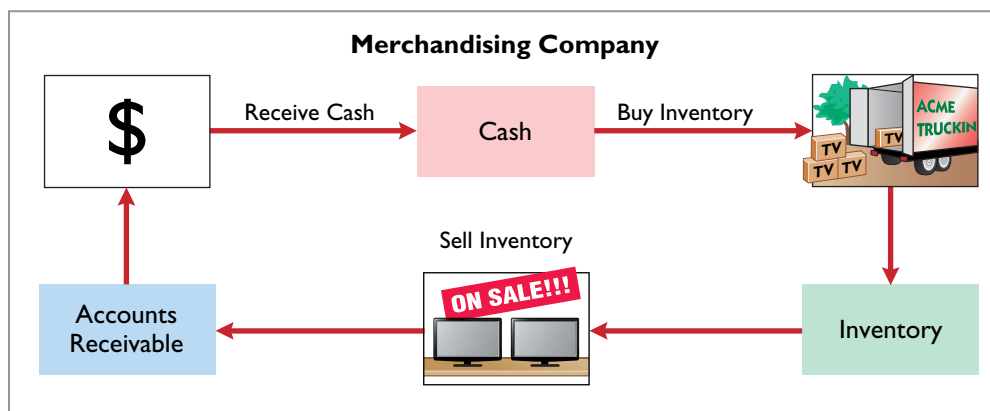 Merchandising Company
$
Receive Cash
Cash
Buy Inventory
ACME
TRUCKIN
TV
TV
TV
TV
Sell Inventory
ON SALE!!!
Accounts
Receivable
Inventory